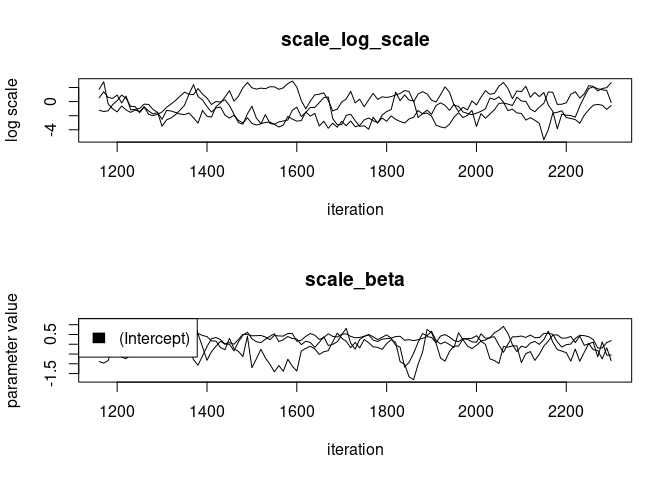 scale_log_scale
log scale
0
-4
1200 1400 1600 1800 2000 2200
iteration
scale_beta
parameter value
0.5
-1.5
(Intercept)
1200 1400 1600 1800 2000 2200
iteration